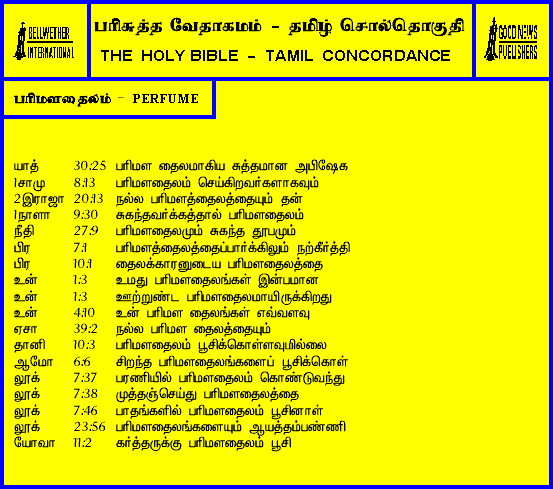 BELLWETHER
INTERNATIONAL
பரிசுத்த வேதாகமம் - தமிழ் சொல்தொகுதி
THE HOLY BIBLE - TAMIL CONCORDANCE
GOOD NEWS
PUBLISHERS
பரிமளதைலம் - PERFUME
யாத் 30:25 பரிமள தைலமாகிய சுத்தமான அபிஷேக
1சாமு 8:13 பரிமளதைலம் செய்கிறவர்களாகவும்
2இராஜா 20:13 நல்ல பரிமளத்தைலத்தையும் தன்
1நாளா 9:30 சுகந்தவர்க்கத்தால் பரிமளதைலம்
நீதி 27:9 பரிமளதைலமும் சுகந்த தூபமும்
பிர 7:1 பரிமளத்தைலத்தைப்பார்க்கிலும் நற்கீர்த்தி
பிர 10:1 தைலக்காரனுடைய பரிமளதைலத்தை
உன் 1:3 உமது பரிமளதைலங்கள் இன்பமான
உன் 1:3 ஊற்றுண்ட பரிமளதைலமாயிருக்கிறது
உன் 4:10 உன் பரிமள தைலங்கள் எவ்வளவு
ஏசா 39:2 நல்ல பரிமள தைலத்தையும்
தானி 10:3 பரிமளதைலம் பூசிக்கொள்ளவுமில்லை
ஆமோ 6:6 சிறந்த பரிமளதைலங்களைப் பூசிக்கொள்
லூக் 7:37 பரணியில் பரிமளதைலம் கொண்டுவந்து
லூக் 7:38 முத்தஞ்செய்து பரிமளதைலத்தை
லூக் 7:46 பாதங்களில் பரிமளதைலம் பூசினாள்
லூக் 23:56 பரிமளதைலங்களையும் ஆயத்தம்பண்ணி
யோவா 11:2 கர்த்தருக்கு பரிமளதைலம் பூசி